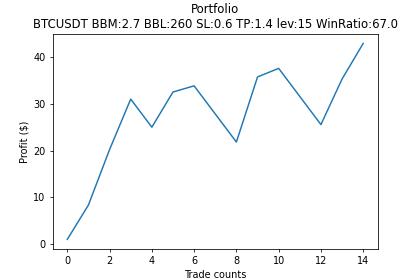 Portfolio
BTCUSDT BBM:2.7 BBL:260 SL:0.6 TP:1.4 lev:15 WinRatio:67.0
40
30
20
10
0
Profit ($)
0 2 4 6 8 10 12 14
Trade counts